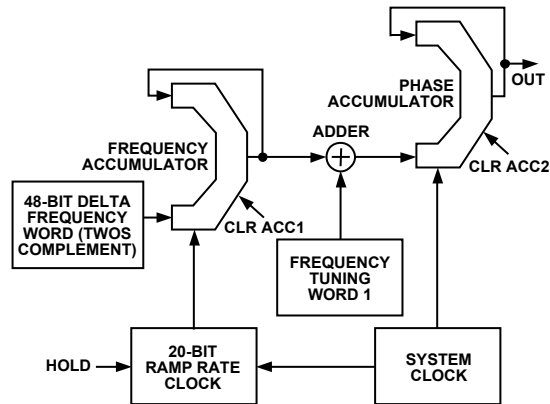 PHASE
ACCUMULATOR
OUT
ADDER
FREQUENCY
ACCUMULATOR
CLR ACC2
48-BIT DELTA
FREQUENCY
WORD (TWOS
COMPLEMENT)
CLR ACC1
FREQUENCY
TUNING
WORD 1
HOLD
20-BIT
RAMP RATE
CLOCK
SYSTEM
CLOCK